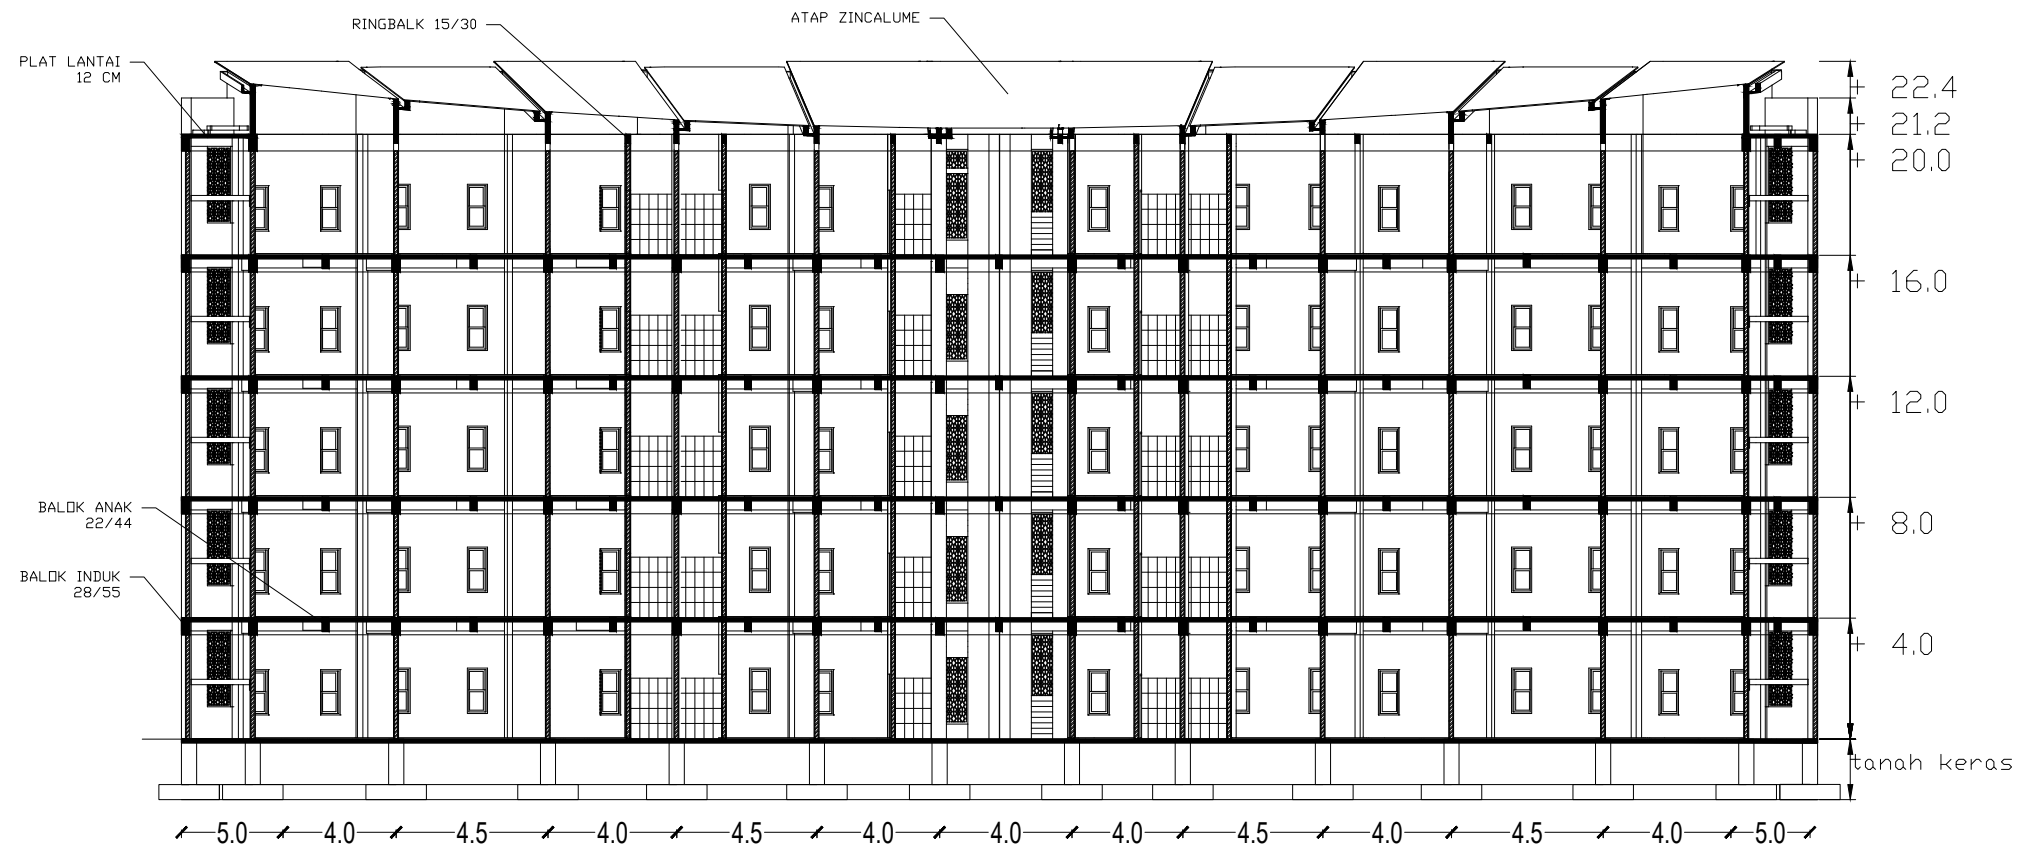 ATAP ZINCALUME
RINGBALK 15/30
PLAT LANTAI
12 CM
+ 22.4
+ 21.2
+ 20.0
+ 16.0
+ 12.0
BALOK ANAK
22/44
+ 8.0
BALOK INDUK
28/55
+ 4.0
tanah keras
5.0 4.0 4.5 4.0 4.5 4.0 4.0 4.0 4.5 4.0 4.5 4.0 5.0